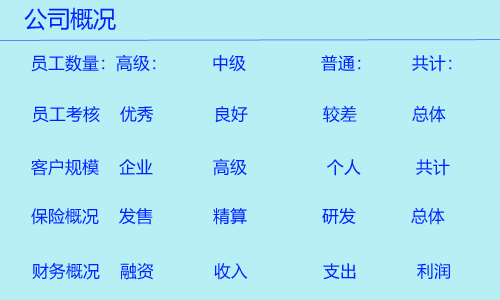 公司概况
员工数量：高级： 中级 普通： 共计：
员工考核 优秀 良好 较差 总体
客户规模 企业 高级 个人 共计
保险概况 发售 精算 研发 总体
财务概况 融资 收入 支出 利润